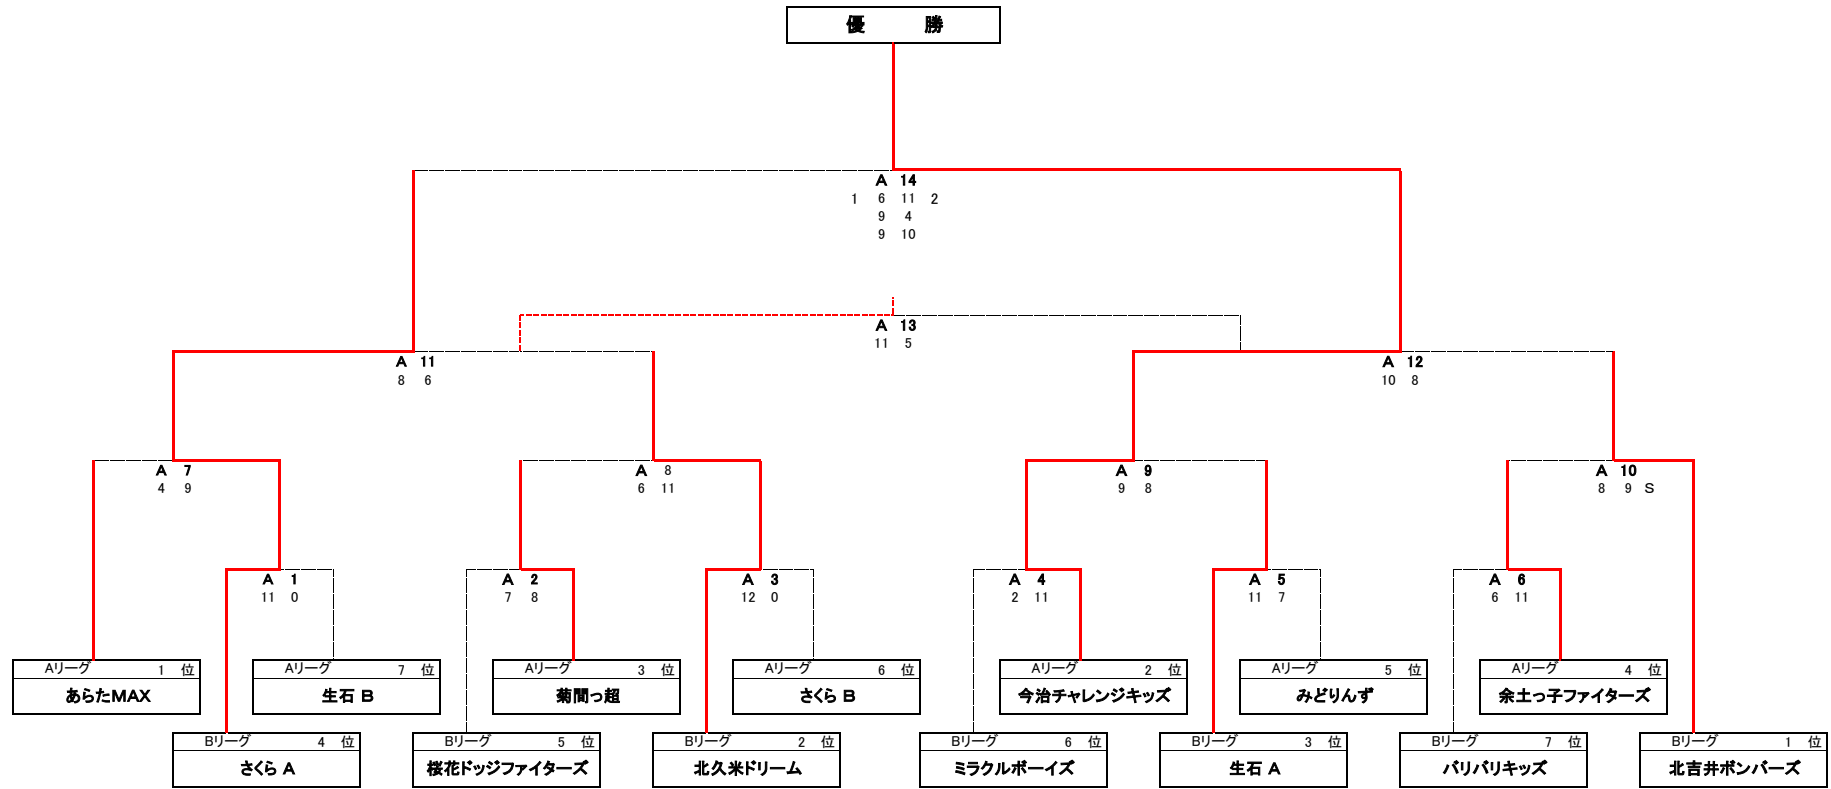 優　勝
A 14
1 6 11 2
9 4
9 10
A 13
11 5
A 11
8 6
A 12
10 8
A 7
4 9
A 8
6 11
A 9
9 8
A 10
8 9 S
A 1
11 0
A 2
7 8
A 3
12 0
A 4
2 11
A 5
11 7
A 6
6 11
Aリーグ 1 位
あらたMAX
Aリーグ 7 位
生石 B
Aリーグ 3 位
菊間っ超
Aリーグ 6 位
さくら B
Aリーグ 2 位
今治チャレンジキッズ
Aリーグ 5 位
みどりんず
Aリーグ 4 位
余土っ子ファイターズ
Bリーグ 4 位
さくら A
Bリーグ 5 位
桜花ドッジファイターズ
Bリーグ 2 位
北久米ドリーム
Bリーグ 6 位
ミラクルボーイズ
Bリーグ 3 位
生石 A
Bリーグ 7 位
バリバリキッズ
Bリーグ 1 位
北吉井ボンバーズ